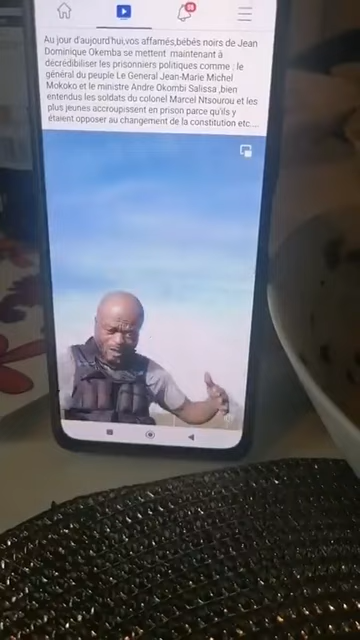 Au jour d'aujourd'hui,vos affamés,bébés noirs de Jean
Dominique Okemba se mettent maintenant à
décrédibiliser les prisonniers politiques comme : le
général du peuple Le General Jean-Marie Michel
Mokoko et le ministre Andre Okombi Salissa ,bien
entendus les soldats du colonel Marcel Ntsourou et les
plus jeunes accroupissent en prison parce qu'ils y
étaient opposer au changement de la constitution etc....